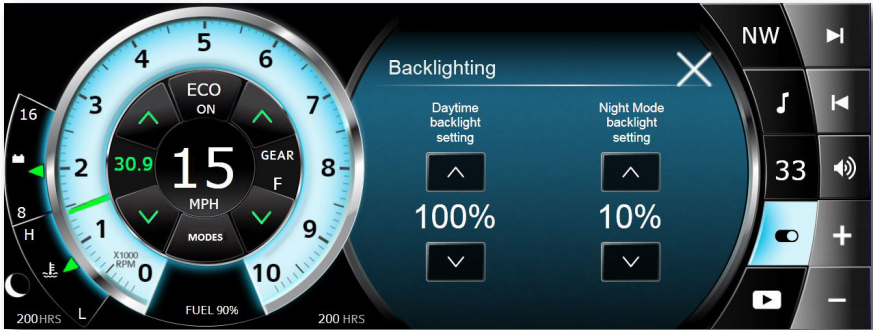 16
8
H
L
200 HRS
0
1
2
3
4
5
6
7
8
9
10
X1000
RPM
ECO
ON
30.9
15
MPH
GEAR
F
MODES
FUEL 90%
200 HRS
Backlighting
Daytime
backlight
setting
100%
Night Mode
backlight
setting
10%
NW
33